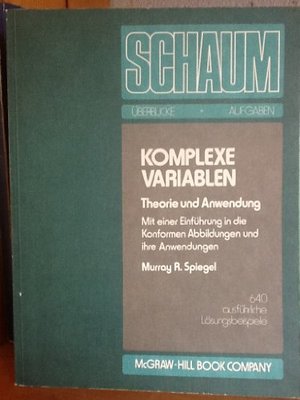 SCHAUM
ÜBERBLICKE • AUFGABEN
KOMPLEXE
VARIABLEN
Theorie und Anwendung
Mit einer Einführung in die
Konformen Abbildungen und
ihre Anwendungen
Murray R. Spiegel
640
ausführliche
Lösungsbeispiele
McGRAW-HILL BOOK COMPANY